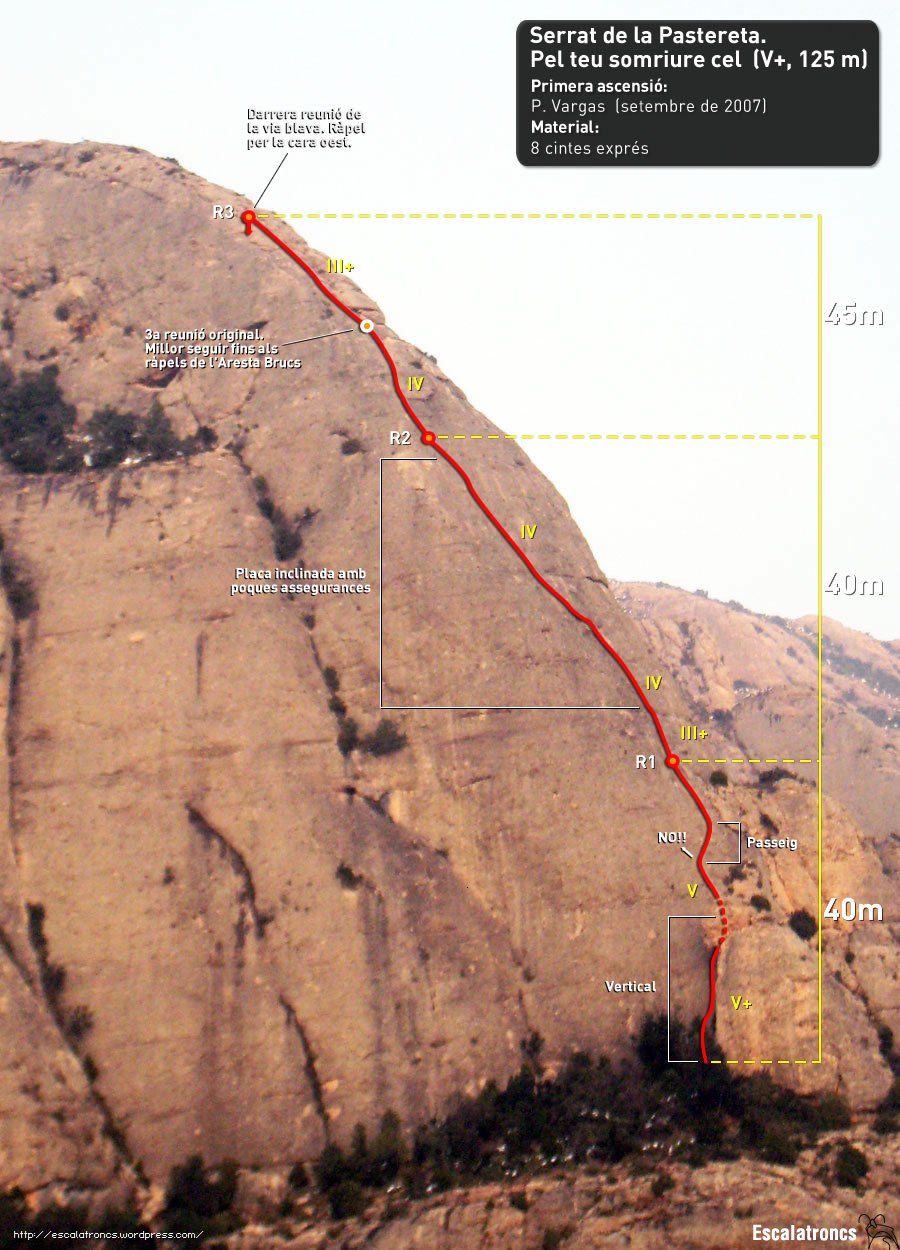 Serrat de la Pastereta.
Pel teu somriure cel (V+, 125 m)
Primera ascensió:
P. Vargas (setembre de 2007)
Material:
8 cintes exprés
Darrera reunió de
la via blava. Ràpel
per la cara oest.
R3
III+
45m
3a reunió original.
Millor seguir fins als
ràpels de l'Aresta Brucs
IV
R2
IV
Placa inclinada amb
poques assegurances
40m
IV
III+
R1
NO!!
Passeig
V
40m
Vertical
V+
http://escalatroncs.wordpress.com/
Escalatroncs